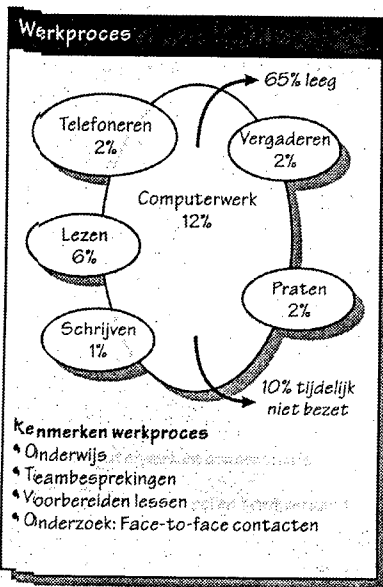 Werkproces
65% leeg
Telefoneren
2%
Vergaderen
2%
Computerwerk
12%
Lezen
6%
Praten
2%
Schrijven
1%
10% tijdelijk
niet bezet
Kenmerken werkproces
• Onderwijs
• Teambesprekingen
• Voorbereiden lessen
• Onderzoek: Face-to-face contacten